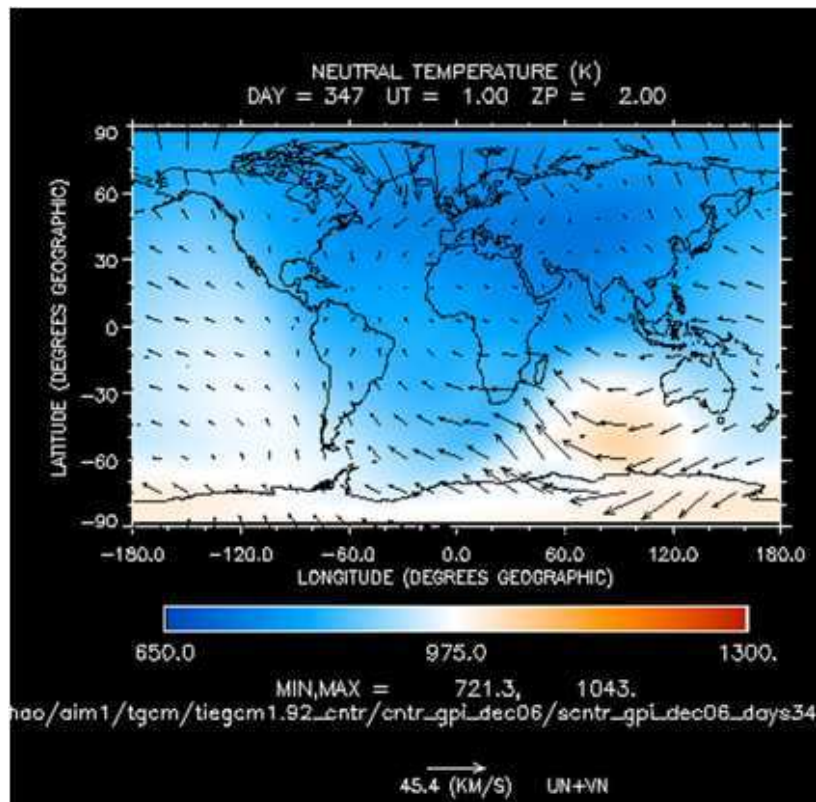 NEUTRAL TEMPERATURE (K)
DAY = 347 UT = 1.00 ZP = 2.00
90
60
30
0
−30
−60
−90
LATITUDE (DEGREES GEOGRAPHIC)
−180.0 −120.0 −60.0 0.0 60.0 120.0 180.0
LONGITUDE (DEGREES GEOGRAPHIC)
650.0 975.0 1300.
MIN,MAX = 721.3, 1043.
hao/aim1/tgcm/tiegcm1.92_cntr/cntr_gpi_dec06/scntr_gpi_dec06_days34
45.4 (KM/S) UN+VN